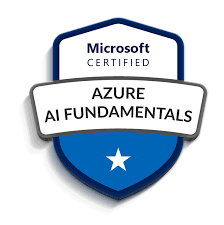 Microsoft
CERTIFIED
AZURE
AI FUNDAMENTALS